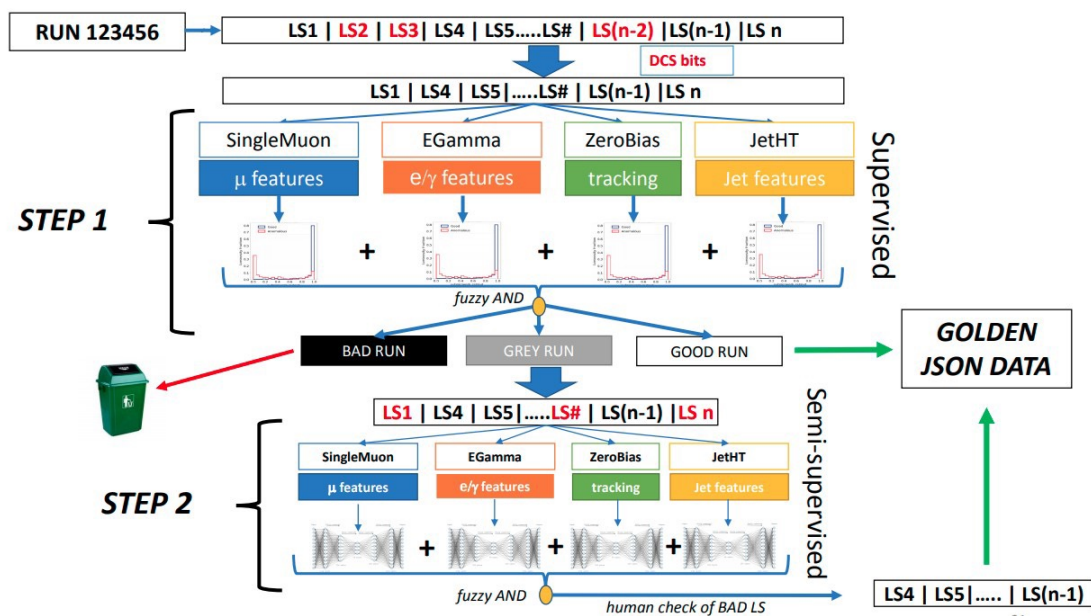 RUN 123456
LS1 | LS2 | LS3| LS4 | LS5.....LS# | LS(n-2) |LS(n-1) |LS n
DCS bits
LS1 | LS4 | LS5|.....LS# | LS(n-1) |LS n
SingleMuon EGamma ZeroBias JetHT
μ features e/γ features tracking Jet features
Supervised
STEP 1
+ + +
fuzzy AND
BAD RUN GREY RUN GOOD RUN
GOLDEN
JSON DATA
LS1 | LS4 | LS5|.....LS# | LS(n-1) |LS n
Semi-supervised
SingleMuon EGamma ZeroBias JetHT
μ features e/γ features tracking Jet features
STEP 2
+ + +
fuzzy AND
human check of BAD LS
LS4 | LS5|..... | LS(n-1)